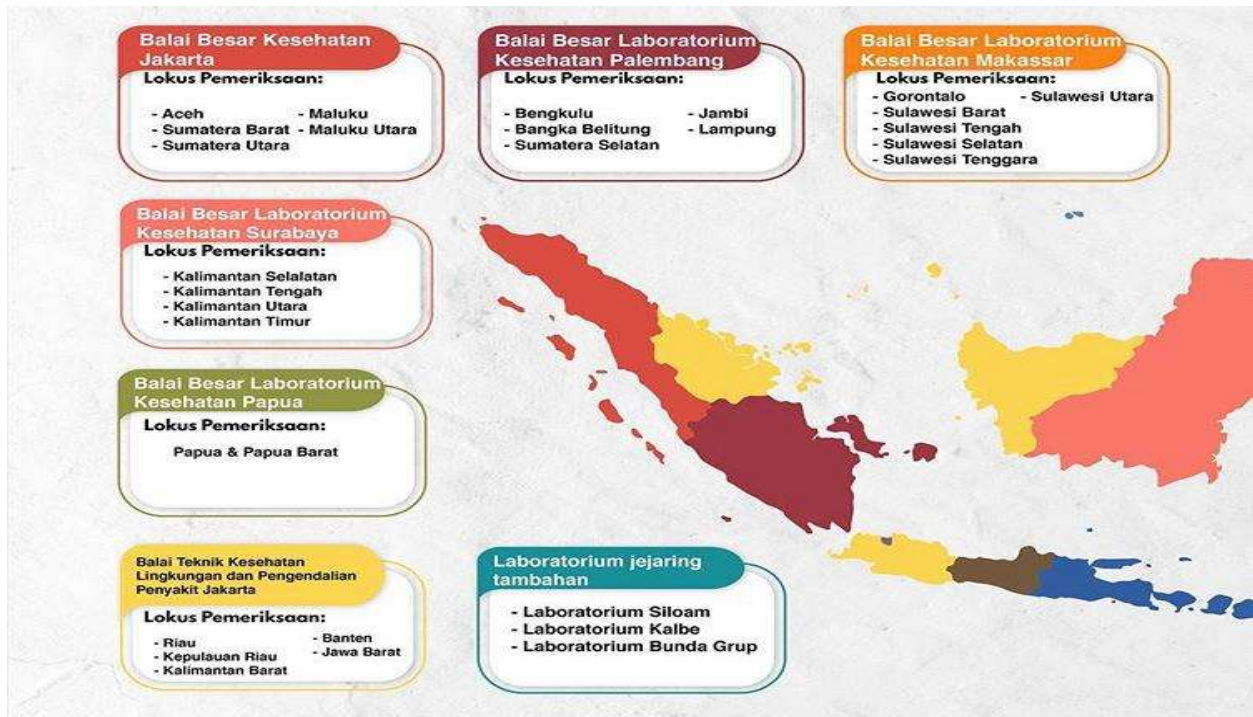 Balai Besar Kesehatan
Jakarta
Lokus Pemeriksaan:
- Aceh
- Sumatera Barat
- Sumatera Utara
- Maluku
- Maluku Utara
Balai Besar Laboratorium
Kesehatan Palembang
Lokus Pemeriksaan:
- Bengkulu
- Bangka Belitung
- Sumatera Selatan
- Jambi
- Lampung
Balai Besar Laboratorium
Kesehatan Makassar
Lokus Pemeriksaan:
- Gorontalo
- Sulawesi Barat
- Sulawesi Tengah
- Sulawesi Selatan
- Sulawesi Tenggara
- Sulawesi Utara
Balai Besar Laboratorium
Kesehatan Surabaya
Lokus Pemeriksaan:
- Kalimantan Selalatan
- Kalimantan Tengah
- Kalimantan Utara
- Kalimantan Timur
Balai Besar Laboratorium
Kesehatan Papua
Lokus Pemeriksaan:
Papua & Papua Barat
Balai Teknik Kesehatan
Lingkungan dan Pengendalian
Penyakit Jakarta
Lokus Pemeriksaan:
- Riau
- Kepulauan Riau
- Kalimantan Barat
- Banten
- Jawa Barat
Laboratorium jejaring
tambahan
- Laboratorium Siloam
- Laboratorium Kalbe
- Laboratorium Bunda Grup